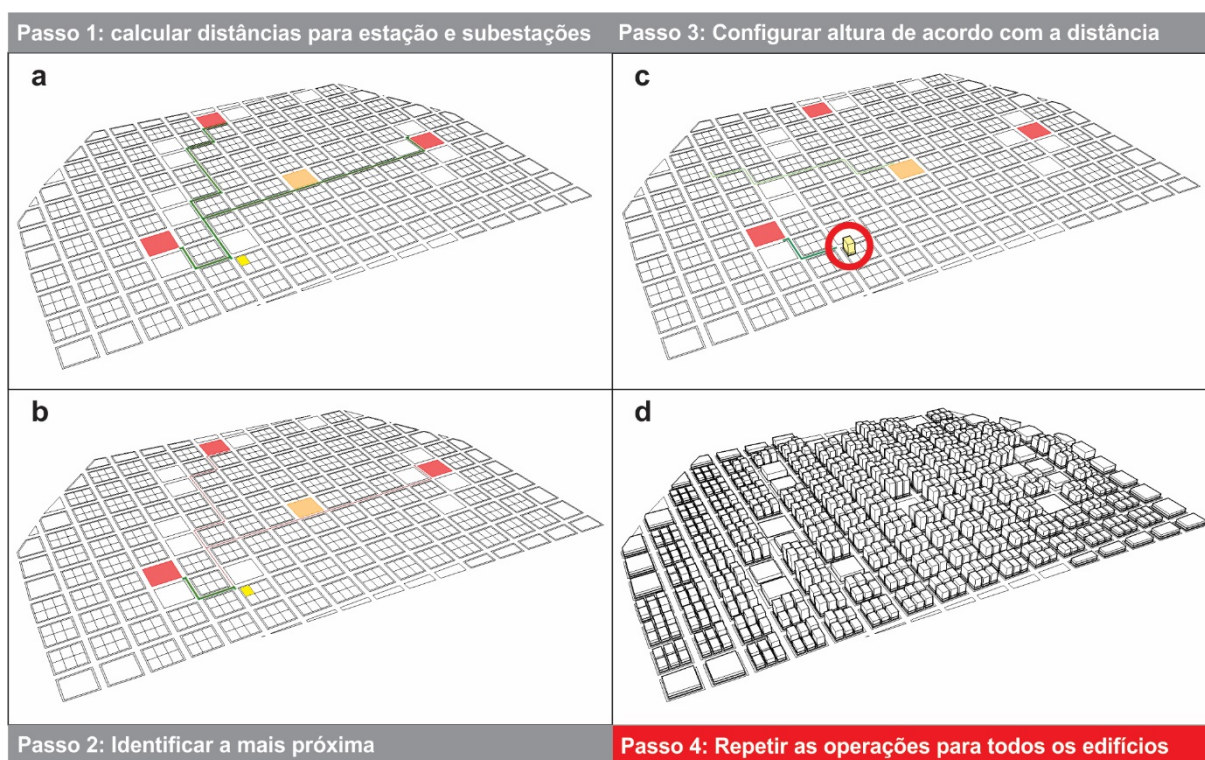 Passo 1: calcular distâncias para estação e subestações
Passo 3: Configurar altura de acordo com a distância
a
c
b
d
Passo 2: Identificar a mais próxima
Passo 4: Repetir as operações para todos os edifícios